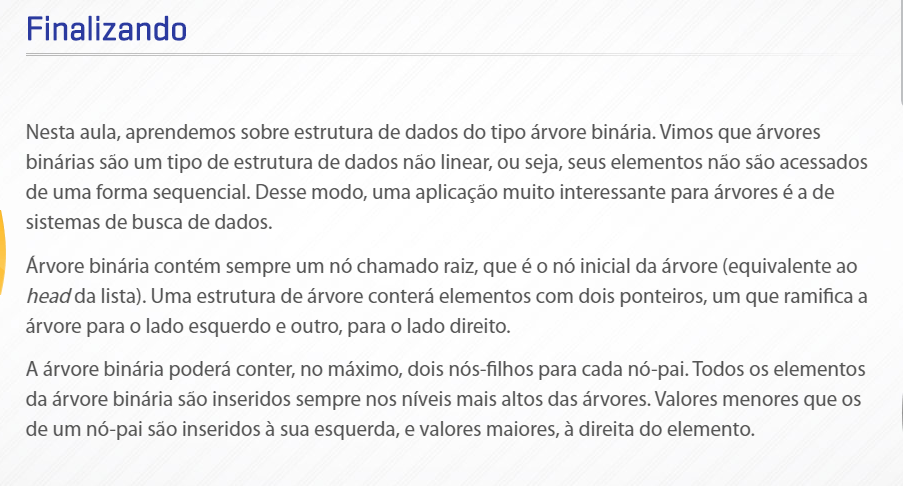 Finalizando
Nesta aula, aprendemos sobre estrutura de dados do tipo árvore binária. Vimos que árvores
binárias são um tipo de estrutura de dados não linear, ou seja, seus elementos não são acessados
de uma forma sequencial. Desse modo, uma aplicação muito interessante para árvores é a de
sistemas de busca de dados.
Árvore binária contém sempre um nó chamado raiz, que é o nó inicial da árvore (equivalente ao
head da lista). Uma estrutura de árvore conterá elementos com dois ponteiros, um que ramifica a
árvore para o lado esquerdo e outro, para o lado direito.
A árvore binária poderá conter, no máximo, dois nós-filhos para cada nó-pai. Todos os elementos
da árvore binária são inseridos sempre nos níveis mais altos das árvores. Valores menores que os
de um nó-pai são inseridos à sua esquerda, e valores maiores, à direita do elemento.